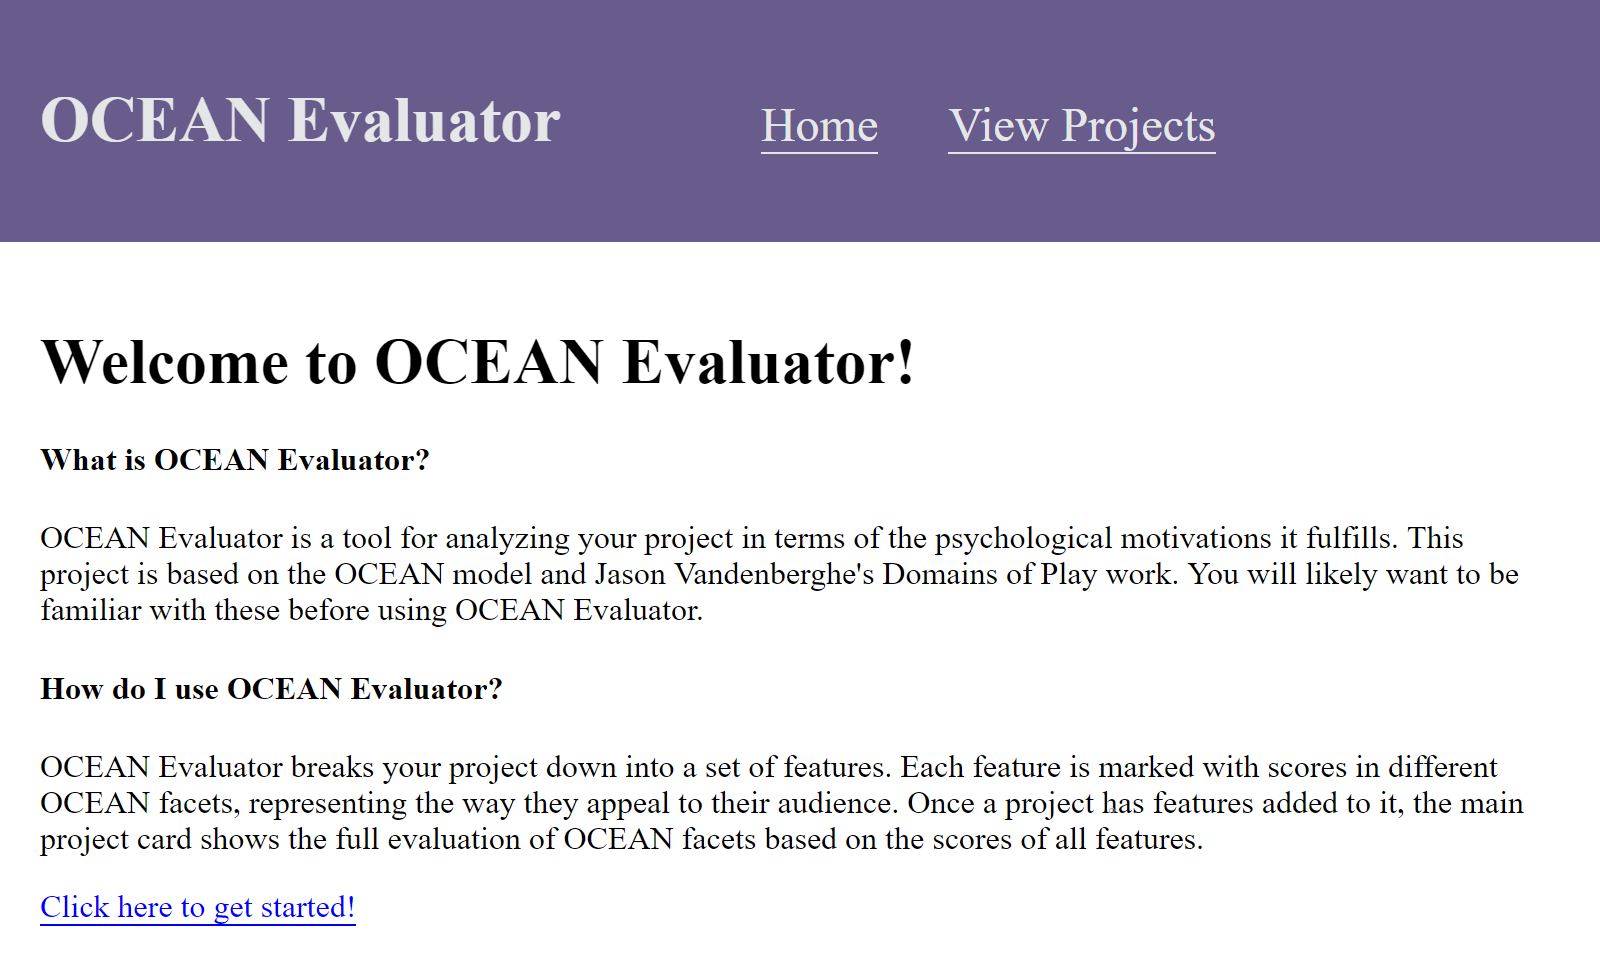 OCEAN Evaluator
Home
View Projects
Welcome to OCEAN Evaluator!
What is OCEAN Evaluator?
OCEAN Evaluator is a tool for analyzing your project in terms of the psychological motivations it fulfills. This
project is based on the OCEAN model and Jason Vandenberghe's Domains of Play work. You will likely want to be
familiar with these before using OCEAN Evaluator.
How do I use OCEAN Evaluator?
OCEAN Evaluator breaks your project down into a set of features. Each feature is marked with scores in different
OCEAN facets, representing the way they appeal to their audience. Once a project has features added to it, the main
project card shows the full evaluation of OCEAN facets based on the scores of all features.
Click here to get started!